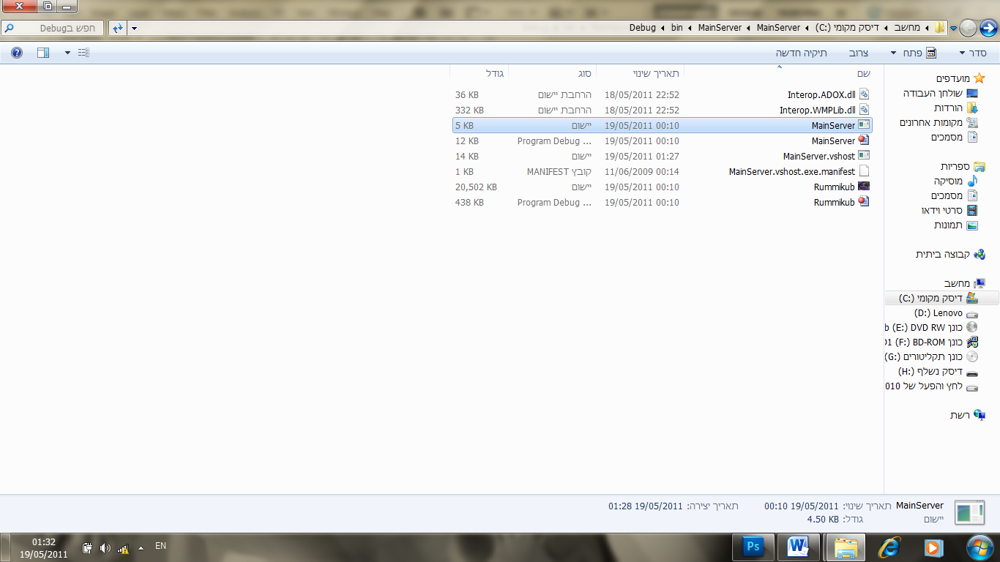 מחשב ◂ דיסק מקומי (C:) ◂ MainServer ◂ MainServer ◂ bin ◂ Debug
חפש בDebug
סדר פתח צרוב תיקיה חדשה
שם תאריך שינוי סוג גודל
Interop.ADOX.dll 18/05/2011 22:52 הרחבת יישום 36 KB
Interop.WMPLib.dll 18/05/2011 22:52 הרחבת יישום 332 KB
MainServer 19/05/2011 00:10 יישום 5 KB
MainServer 19/05/2011 00:10 Program Debug ... 12 KB
MainServer.vshost 19/05/2011 01:27 יישום 14 KB
MainServer.vshost.exe.manifest 11/06/2009 00:14 קובץ MANIFEST 1 KB
Rummikub 19/05/2011 00:10 יישום 20,502 KB
Rummikub 19/05/2011 00:10 Program Debug ... 438 KB
מועדפים
שולחן העבודה
הורדות
מקומות אחרונים
מסמכים
ספריות
מוסיקה
מסמכים
סרטי וידאו
תמונות
קבוצה ביתית
מחשב
דיסק מקומי (C:)
Lenovo (D:)
כונן DVD RW (E:) b
כונן BD-ROM (F:) 01
כונן תקליטורים (G:)
דיסק נשלף (H:)
לחץ והפעל של 010
רשת
MainServer תאריך שינוי: 19/05/2011 00:10 תאריך יצירה: 19/05/2011 01:28
יישום גודל: 4.50 KB
Ps
W
EN
01:32
19/05/2011